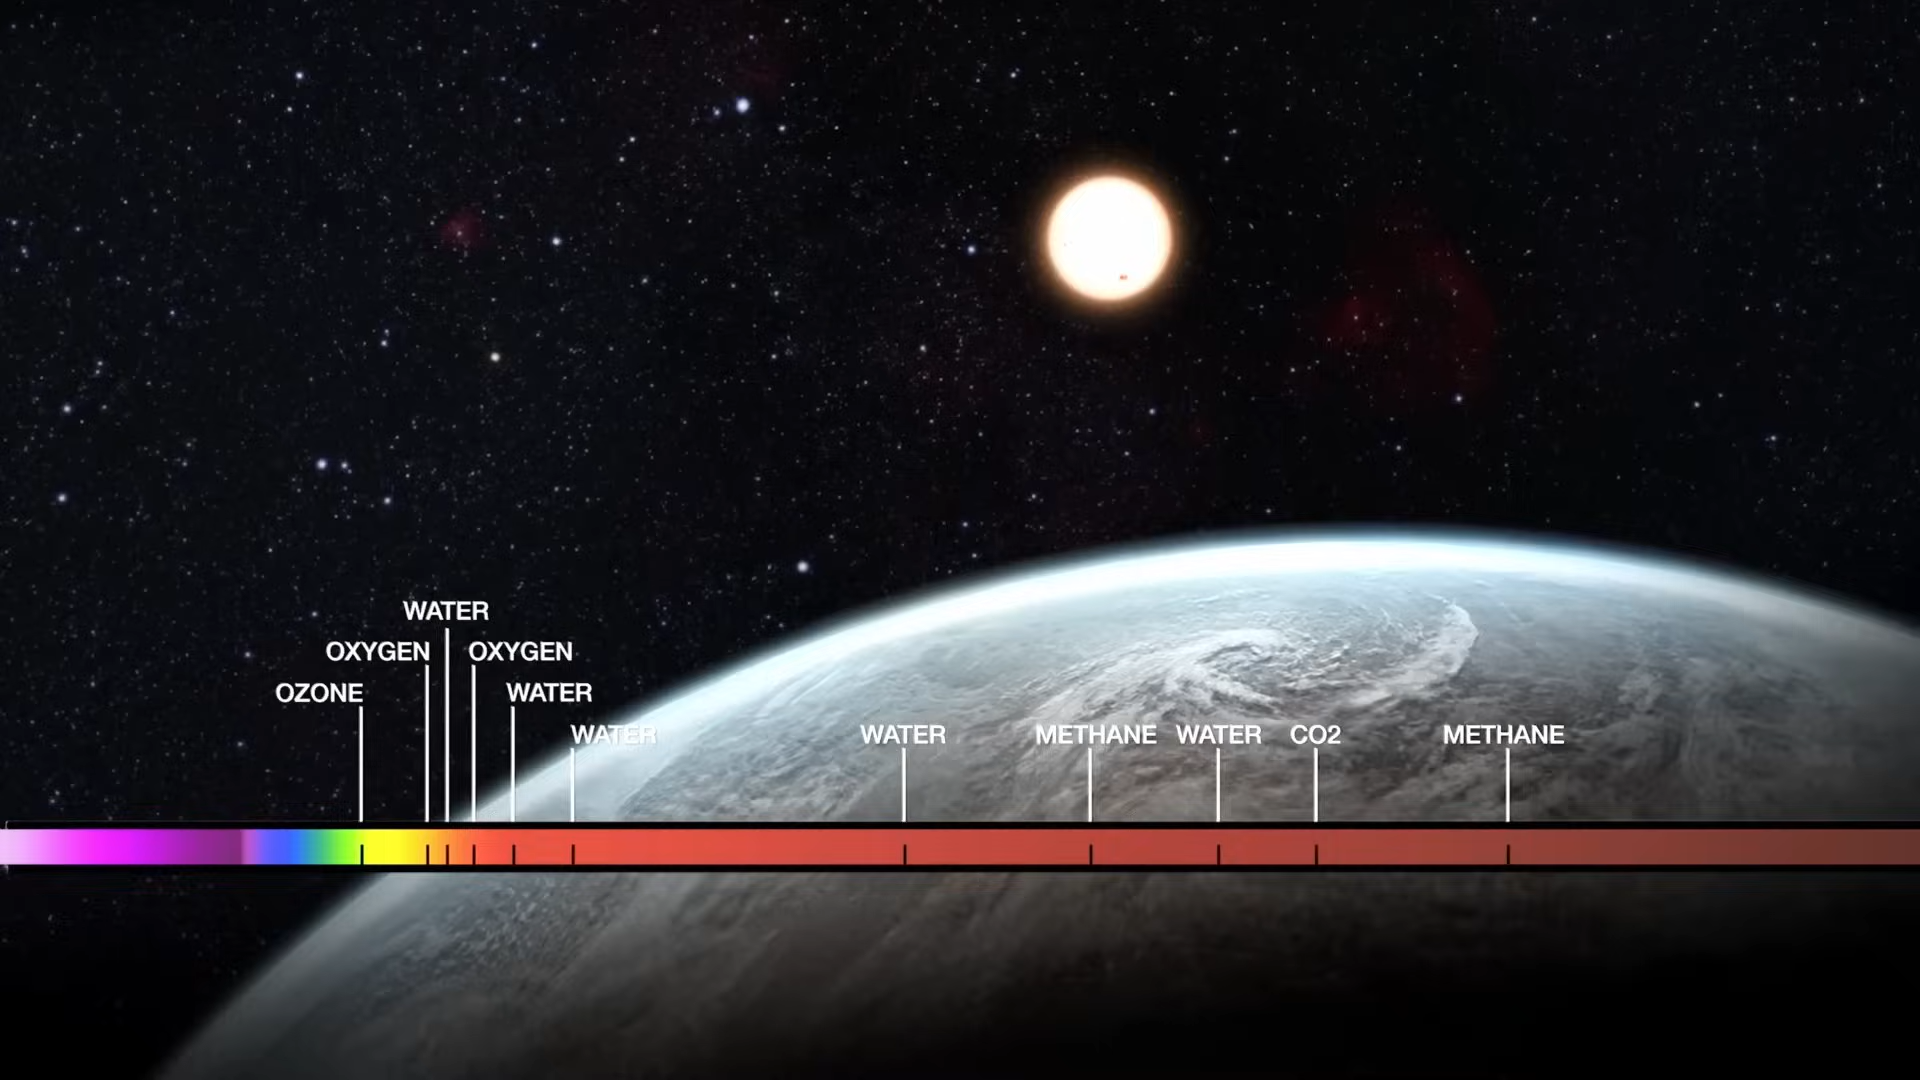 WATER
OXYGEN OXYGEN
OZONE WATER
WATER WATER METHANE WATER CO2 METHANE